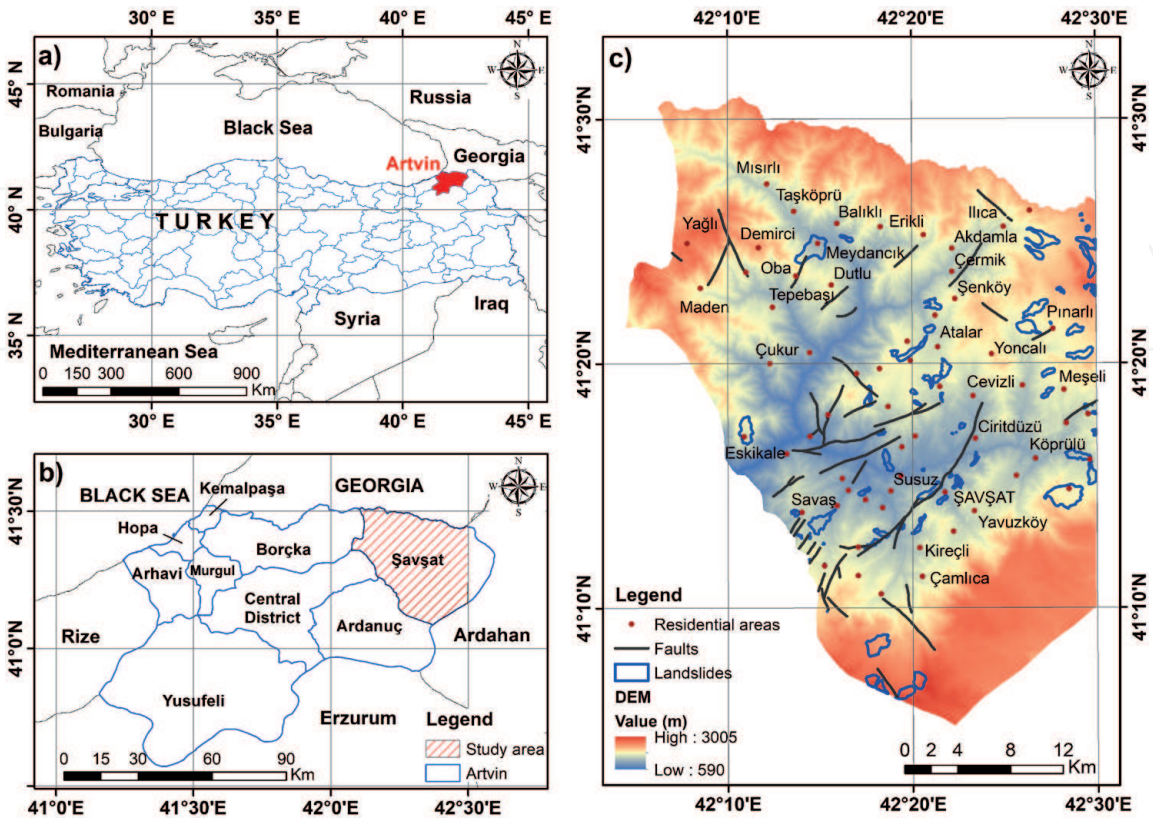 30° E
35° E
40° E
45° E
a)
N
W
E
S
45° N
40° N
35° N
Romania
Bulgaria
Russia
Black Sea
Georgia
Artvin
TURKEY
Iraq
Syria
Mediterranean Sea
0 150 300 600 900
Km
30° E
35° E
40° E
45° E
b)
N
W
E
S
BLACK SEA
Kemalpaşa
GEORGIA
41°30'N
41°0'N
Hopa
Borçka
Şavşat
Arhavi
Murgul
Central
District
Ardanuç
Rize
Ardahan
Yusufeli
Erzurum
Legend
Study area
Artvin
0 15 30 60 90
Km
41°0'E
41°30'E
42°0'E
42°30'E
42°10'E
42°20'E
42°30'E
c)
N
W
E
S
41°30'N
41°20'N
41°10'N
41°30'N
41°20'N
41°10'N
Mısırlı
Taşköprü
Balıklı
Erikli
Ilıca
Yağlı
Demirci
Akdamla
Meydancık
Çermik
Oba
Dutlu
Şenköy
Maden
Tepebaşı
Pınarlı
Atalar
Yoncalı
Çukur
Cevizli
Meşeli
Ciritdüzü
Eskikale
Köprülü
Susuz
Savaş
ŞAVŞAT
Yavuzköy
Kireçli
Çamlıca
Legend
Residential areas
Faults
Landslides
DEM
Value (m)
High : 3005
Low : 590
0 2 4 8 12
Km
42°10'E
42°20'E
42°30'E